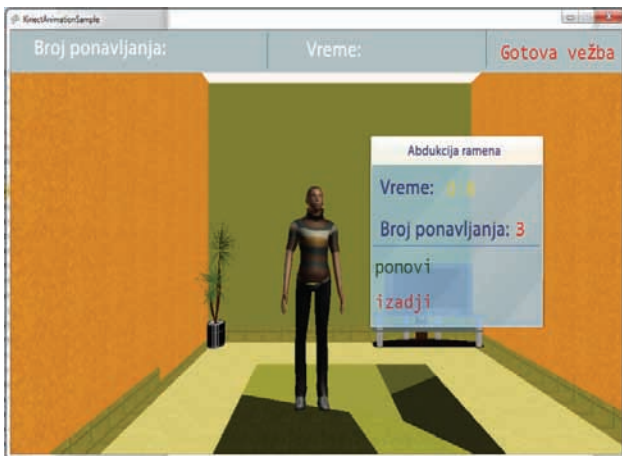 KinectAnimationSample
Broj ponavljanja:
Vreme:
Gotova vežba
Abdukcija ramena
Vreme:
Broj ponavljanja: 3
ponovi
izadji